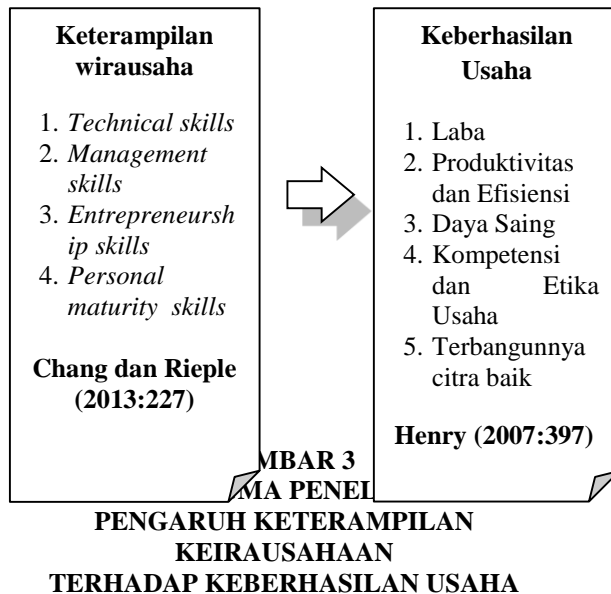 Keterampilan
wirausaha
1. Technical skills
2. Management
skills
3. Entrepreneursh
ip skills
4. Personal
maturity skills
Chang dan Rieple
(2013:227)
Keberhasilan
Usaha
1. Laba
2. Produktivitas
dan Efisiensi
3. Daya Saing
4. Kompetensi
dan Etika
Usaha
5. Terbangunnya
citra baik
Henry (2007:397)
MBAR 3
MA PENEL
PENGARUH KETERAMPILAN
KEIRAUSAHAAN
TERHADAP KEBERHASILAN USAHA